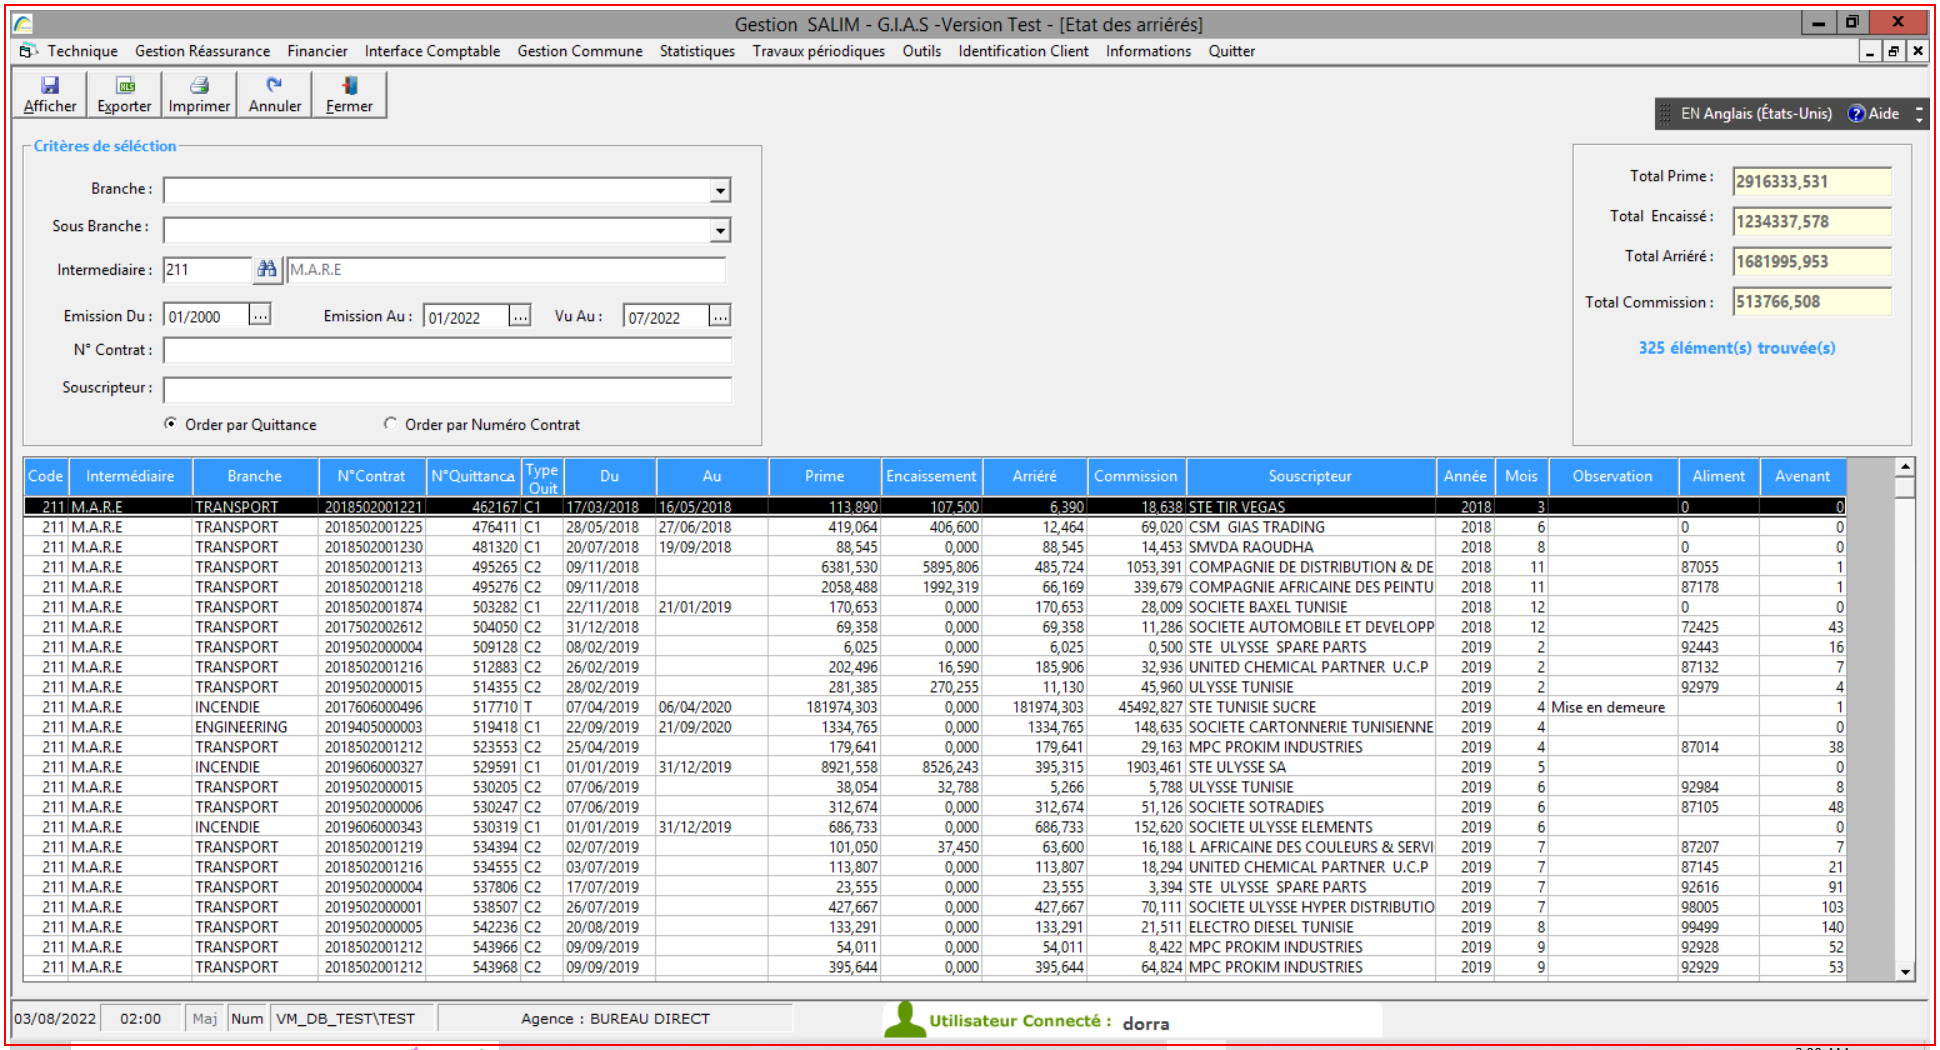 Gestion SALIM - G.I.A.S -Version Test - [Etat des arriérés]
Technique Gestion Réassurance Financier Interface Comptable Gestion Commune Statistiques Travaux périodiques Outils Identification Client Informations Quitter
Afficher Exporter Imprimer Annuler Fermer
EN Anglais (États-Unis) Aide
Critères de séléction
Branche :
Sous Branche :
Intermediaire : 211 M.A.R.E
Emission Du : 01/2000 Emission Au : 01/2022 Vu Au : 07/2022
N° Contrat :
Souscripteur :
Order par Quittance Order par Numéro Contrat
Total Prime : 2916333,531
Total Encaissé : 1234337,578
Total Arriéré : 1681995,953
Total Commission : 513766,508
325 élément(s) trouvée(s)
Code Intermédiaire Branche N°Contrat N°Quittance Type Quit Du Au Prime Encaissement Arriéré Commission Souscripteur Année Mois Observation Aliment Avenant
211 M.A.R.E TRANSPORT 2018502001221 462167 C1 17/03/2018 16/05/2018 113,890 107,500 6,390 18,638 STE TIR VEGAS 2018 3 0 0
211 M.A.R.E TRANSPORT 2018502001225 476411 C1 28/05/2018 27/06/2018 419,064 406,600 12,464 69,020 CSM GIAS TRADING 2018 6 0 0
211 M.A.R.E TRANSPORT 2018502001230 481320 C1 20/07/2018 19/09/2018 88,545 0,000 88,545 14,453 SMVDA RAOUDHA 2018 8 0 0
211 M.A.R.E TRANSPORT 2018502001213 495265 C2 09/11/2018 6381,530 5895,806 485,724 1053,391 COMPAGNIE DE DISTRIBUTION & DE 2018 11 87055 1
211 M.A.R.E TRANSPORT 2018502001218 495276 C2 09/11/2018 2058,488 1992,319 66,169 339,679 COMPAGNIE AFRICAINE DES PEINTU 2018 11 87178 1
211 M.A.R.E TRANSPORT 2018502001874 503282 C1 22/11/2018 21/01/2019 170,653 0,000 170,653 28,009 SOCIETE BAXEL TUNISIE 2018 12 0 0
211 M.A.R.E TRANSPORT 2017502002612 504050 C2 31/12/2018 69,358 0,000 69,358 11,286 SOCIETE AUTOMOBILE ET DEVELOPP 2018 12 72425 43
211 M.A.R.E TRANSPORT 2019502000004 509128 C2 08/02/2019 6,025 0,000 6,025 0,500 STE ULYSSE SPARE PARTS 2019 2 92443 16
211 M.A.R.E TRANSPORT 2018502001216 512883 C2 26/02/2019 202,496 16,590 185,906 32,936 UNITED CHEMICAL PARTNER U.C.P 2019 2 87132 7
211 M.A.R.E TRANSPORT 2019502000015 514355 C2 28/02/2019 281,385 270,255 11,130 45,960 ULYSSE TUNISIE 2019 2 92979 4
211 M.A.R.E INCENDIE 2017606000496 517710 T 07/04/2019 06/04/2020 181974,303 0,000 181974,303 45492,827 STE TUNISIE SUCRE 2019 4 Mise en demeure 1
211 M.A.R.E ENGINEERING 2019405000003 519418 C1 22/09/2019 21/09/2020 1334,765 0,000 1334,765 148,635 SOCIETE CARTONNERIE TUNISIENNE 2019 4 0
211 M.A.R.E TRANSPORT 2018502001212 523553 C2 25/04/2019 179,641 0,000 179,641 29,163 MPC PROKIM INDUSTRIES 2019 4 87014 38
211 M.A.R.E INCENDIE 2019606000327 529591 C1 01/01/2019 31/12/2019 8921,558 8526,243 395,315 1903,461 STE ULYSSE SA 2019 5 0
211 M.A.R.E TRANSPORT 2019502000015 530205 C2 07/06/2019 38,054 32,788 5,266 5,788 ULYSSE TUNISIE 2019 6 92984 8
211 M.A.R.E TRANSPORT 2019502000006 530247 C2 07/06/2019 312,674 0,000 312,674 51,126 SOCIETE SOTRADIES 2019 6 87105 48
211 M.A.R.E INCENDIE 2019606000343 530319 C1 01/01/2019 31/12/2019 686,733 0,000 686,733 152,620 SOCIETE ULYSSE ELEMENTS 2019 6 0
211 M.A.R.E TRANSPORT 2018502001219 534394 C2 02/07/2019 101,050 37,450 63,600 16,188 L AFRICAINE DES COULEURS & SERVI 2019 7 87207 7
211 M.A.R.E TRANSPORT 2018502001216 534555 C2 03/07/2019 113,807 0,000 113,807 18,294 UNITED CHEMICAL PARTNER U.C.P 2019 7 87145 21
211 M.A.R.E TRANSPORT 2019502000004 537806 C2 17/07/2019 23,555 0,000 23,555 3,394 STE ULYSSE SPARE PARTS 2019 7 92616 91
211 M.A.R.E TRANSPORT 2019502000001 538507 C2 26/07/2019 427,667 0,000 427,667 70,111 SOCIETE ULYSSE HYPER DISTRIBUTIO 2019 7 98005 103
211 M.A.R.E TRANSPORT 2019502000005 542236 C2 20/08/2019 133,291 0,000 133,291 21,511 ELECTRO DIESEL TUNISIE 2019 8 99499 140
211 M.A.R.E TRANSPORT 2018502001212 543966 C2 09/09/2019 54,011 0,000 54,011 8,422 MPC PROKIM INDUSTRIES 2019 9 92928 52
211 M.A.R.E TRANSPORT 2018502001212 543968 C2 09/09/2019 395,644 0,000 395,644 64,824 MPC PROKIM INDUSTRIES 2019 9 92929 53
03/08/2022 02:00 Maj Num VM_DB_TEST\TEST Agence : BUREAU DIRECT Utilisateur Connecté : dorra